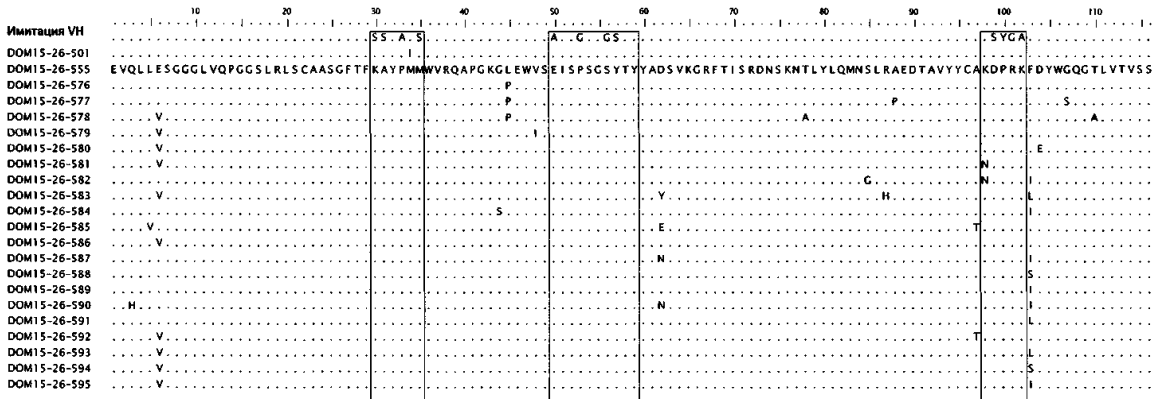 10 20 30 40 50 60 70 80 90 100 110
Имитация VH SS A S A G GS SYGA
DOM15-26-501 I
DOM15-26-555 EVQLLESGGGLVQPGGSLRLSCAASGFTFKAYPMMWVRQAPGKGLEWVSEISPSGSYTYYADSVKGRFTISRDNSKNTLYLQMNSLRAEDTAVYYCAKDPRKFDYWGQGTLVTVSS
DOM15-26-576 P
DOM15-26-577 P P S
DOM15-26-578 V P A A
DOM15-26-579 V I
DOM15-26-580 V E
DOM15-26-581 V N
DOM15-26-582 G N I
DOM15-26-583 V Y H L
DOM15-26-584 S I
DOM15-26-585 V E T
DOM15-26-586 V
DOM15-26-587 N I
DOM15-26-588 S
DOM15-26-589 I
DOM15-26-590 H N I
DOM15-26-591 L
DOM15-26-592 V T
DOM15-26-593 V L
DOM15-26-594 V S
DOM15-26-595 V I